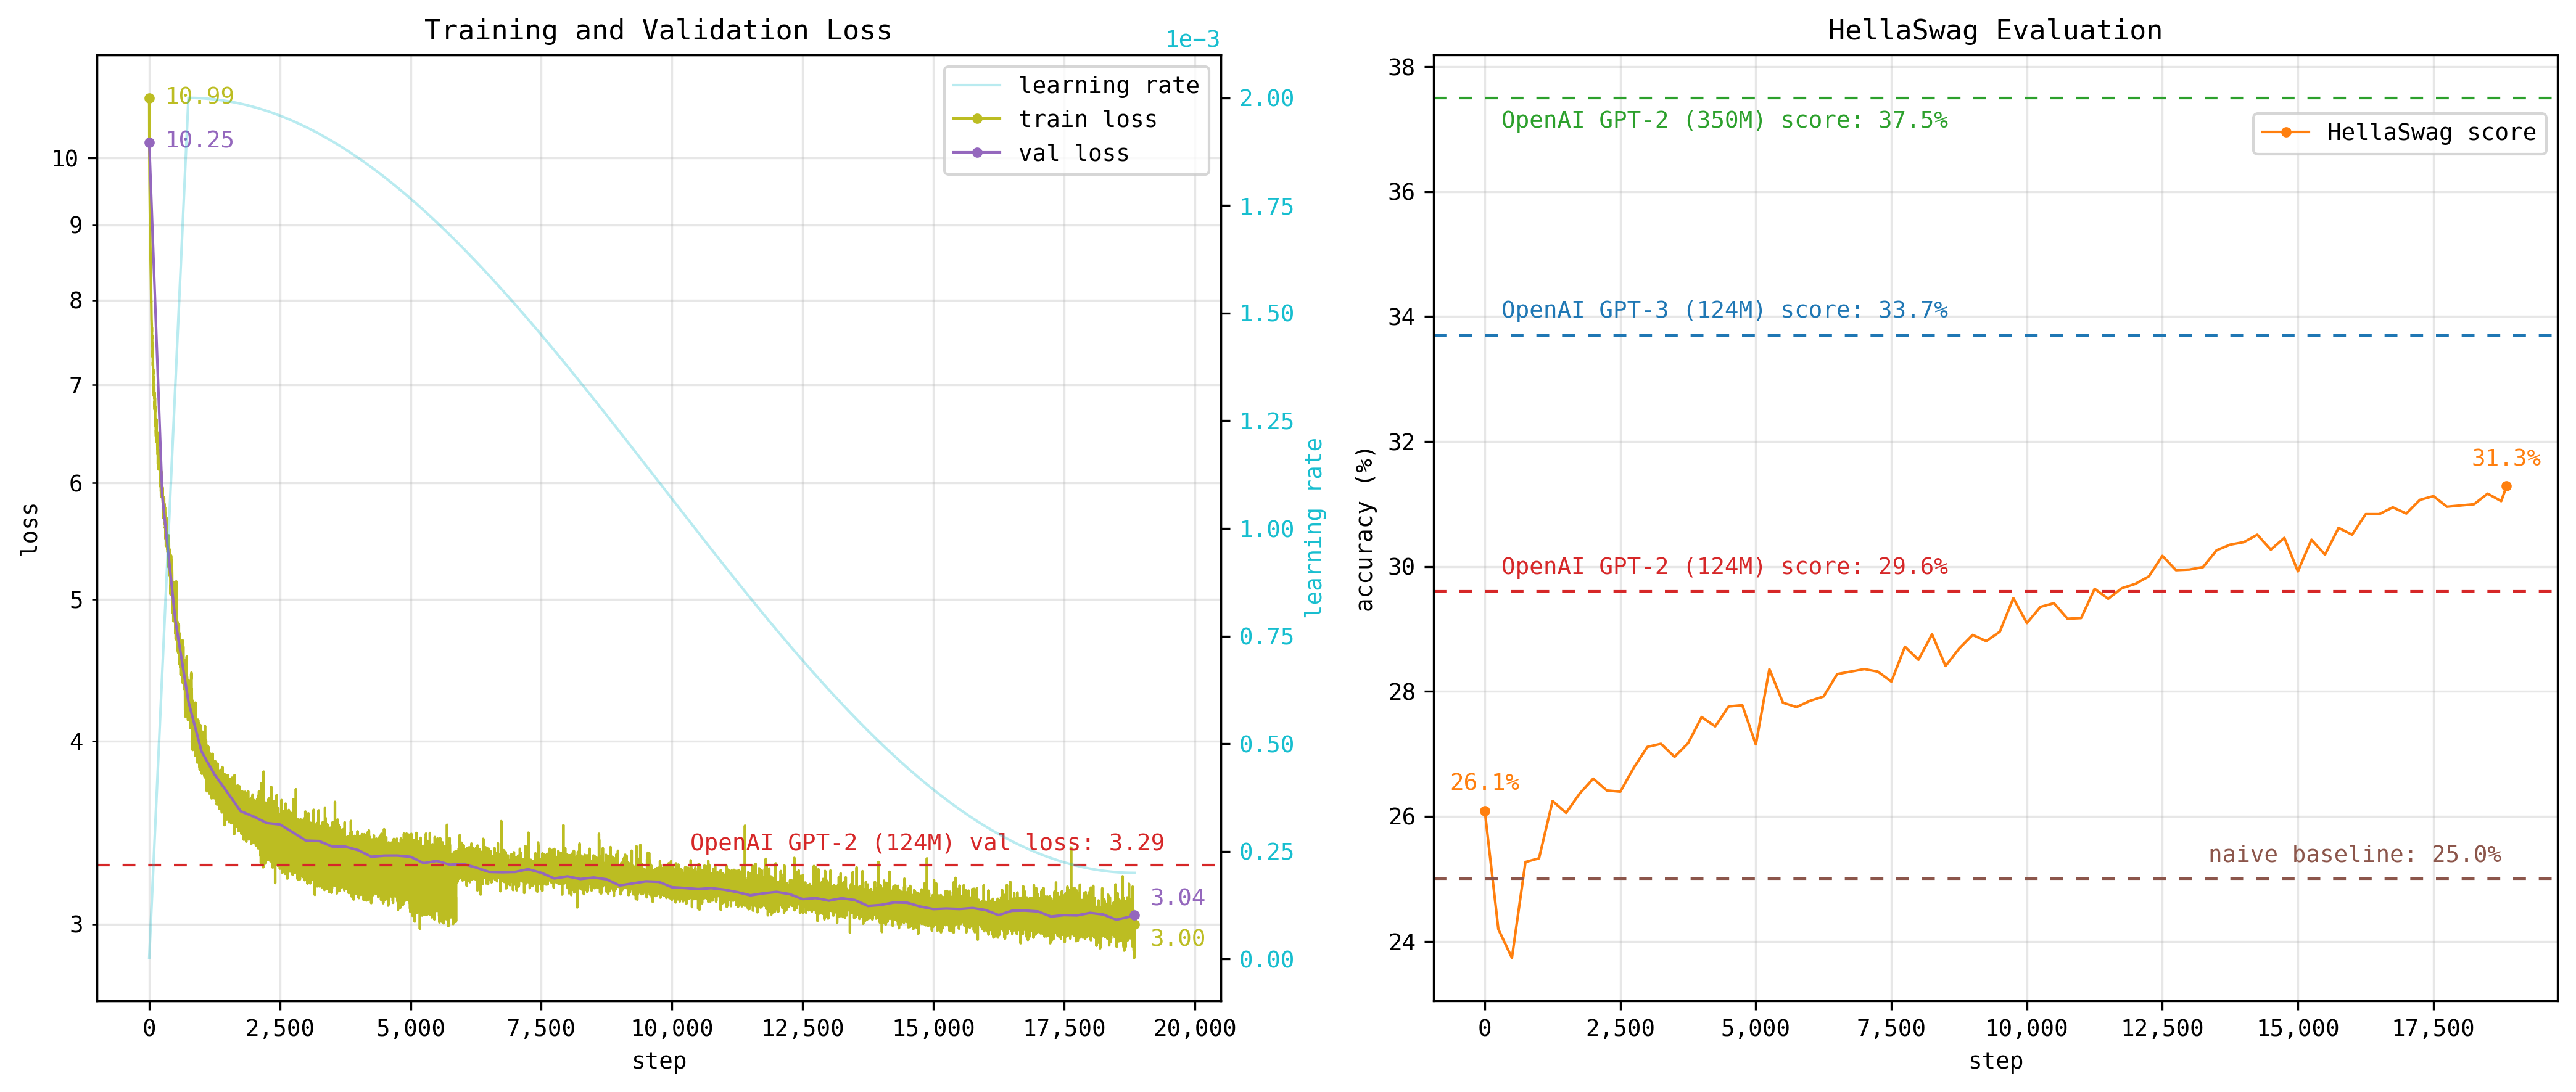 Training and Validation Loss
1e−3
10.99
10.25
learning rate
train loss
val loss
10
9
8
7
6
5
4
3
loss
2.00
1.75
1.50
1.25
1.00
0.75
0.50
0.25
0.00
learning rate
OpenAI GPT-2 (124M) val loss: 3.29
3.04
3.00
0 2,500 5,000 7,500 10,000 12,500 15,000 17,500 20,000
step
HellaSwag Evaluation
38
36
34
32
30
28
26
24
accuracy (%)
OpenAI GPT-2 (350M) score: 37.5%
HellaSwag score
OpenAI GPT-3 (124M) score: 33.7%
31.3%
OpenAI GPT-2 (124M) score: 29.6%
26.1%
naive baseline: 25.0%
0 2,500 5,000 7,500 10,000 12,500 15,000 17,500
step